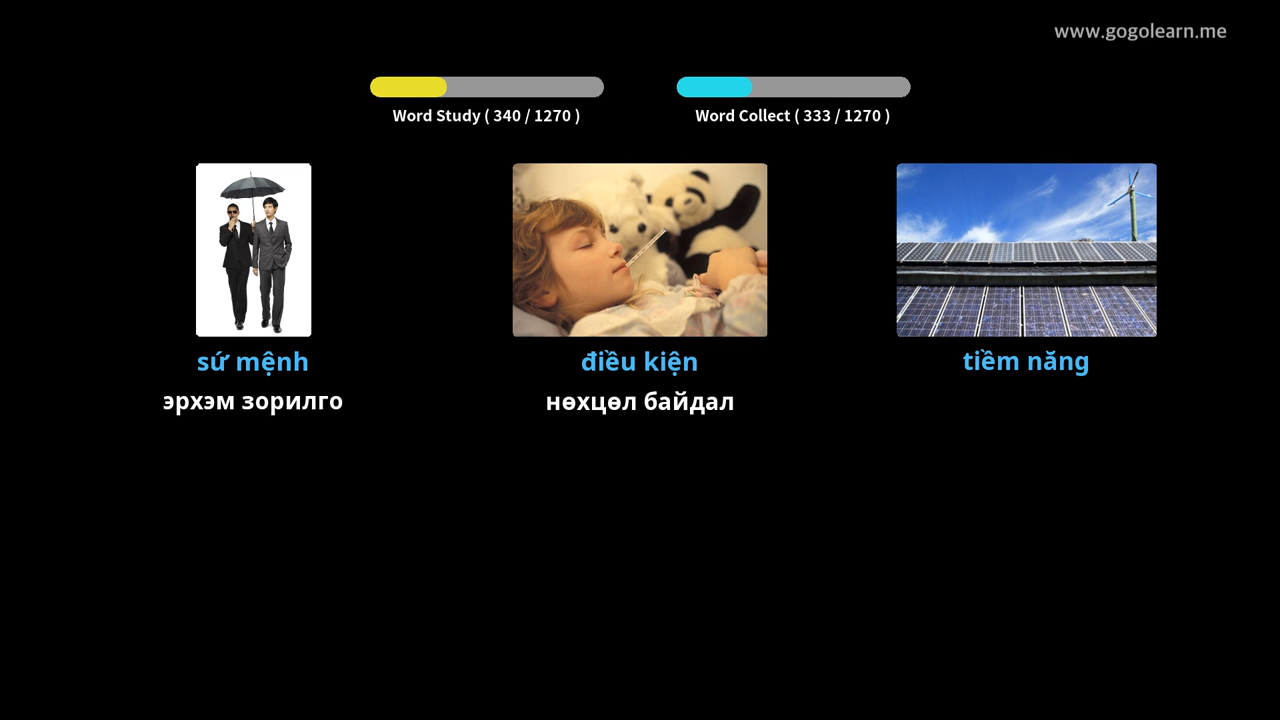 www.gogolearn.me
Word Study ( 340 / 1270 )
Word Collect ( 333 / 1270 )
sứ mệnh
эрхэм зорилго
điều kiện
нөхцөл байдал
tiềm năng